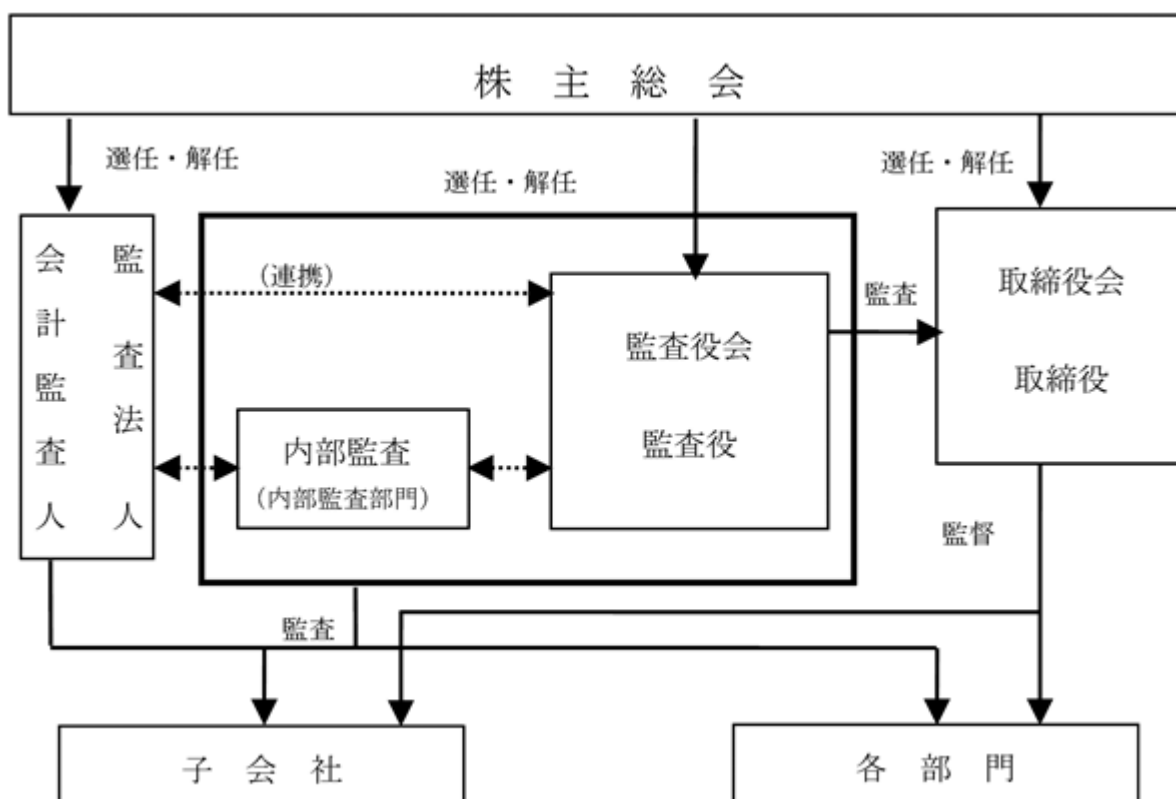 株主総会
選任・解任
選任・解任
選任・解任
会計監査人
監査法人
(連携)
監査役会
監査役
監査
取締役会
取締役
内部監査
(内部監査部門)
監督
監査
子会社
各部門